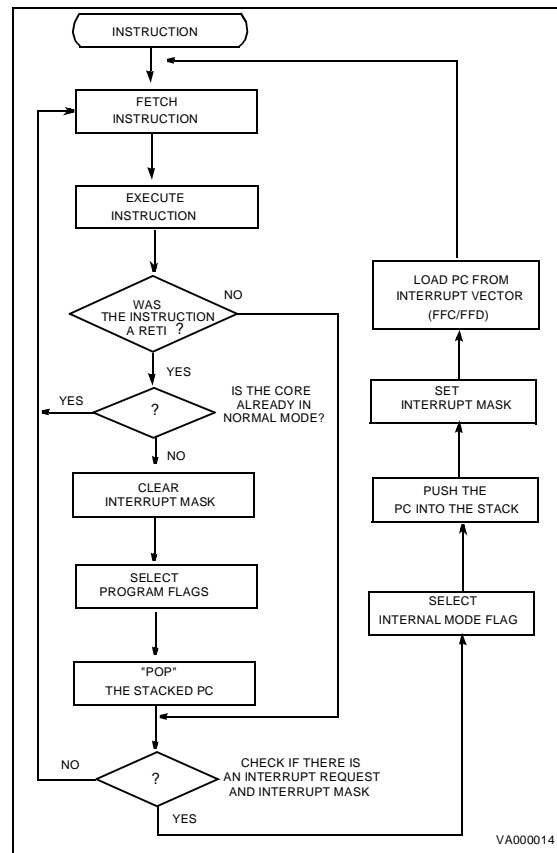 INSTRUCTION
FETCH
INSTRUCTION
EXECUTE
INSTRUCTION
WAS
THE INSTRUCTION
A RETI ?
NO
YES
?
IS THE CORE
ALREADY IN
NORMAL MODE?
YES
NO
CLEAR
INTERRUPT MASK
SELECT
PROGRAM FLAGS
"POP"
THE STACKED PC
?
CHECK IF THERE IS
AN INTERRUPT REQUEST
AND INTERRUPT MASK
NO
YES
SELECT
INTERNAL MODE FLAG
PUSH THE
PC INTO THE STACK
SET
INTERRUPT MASK
LOAD PC FROM
INTERRUPT VECTOR
(FFC/FFD)
VA000014